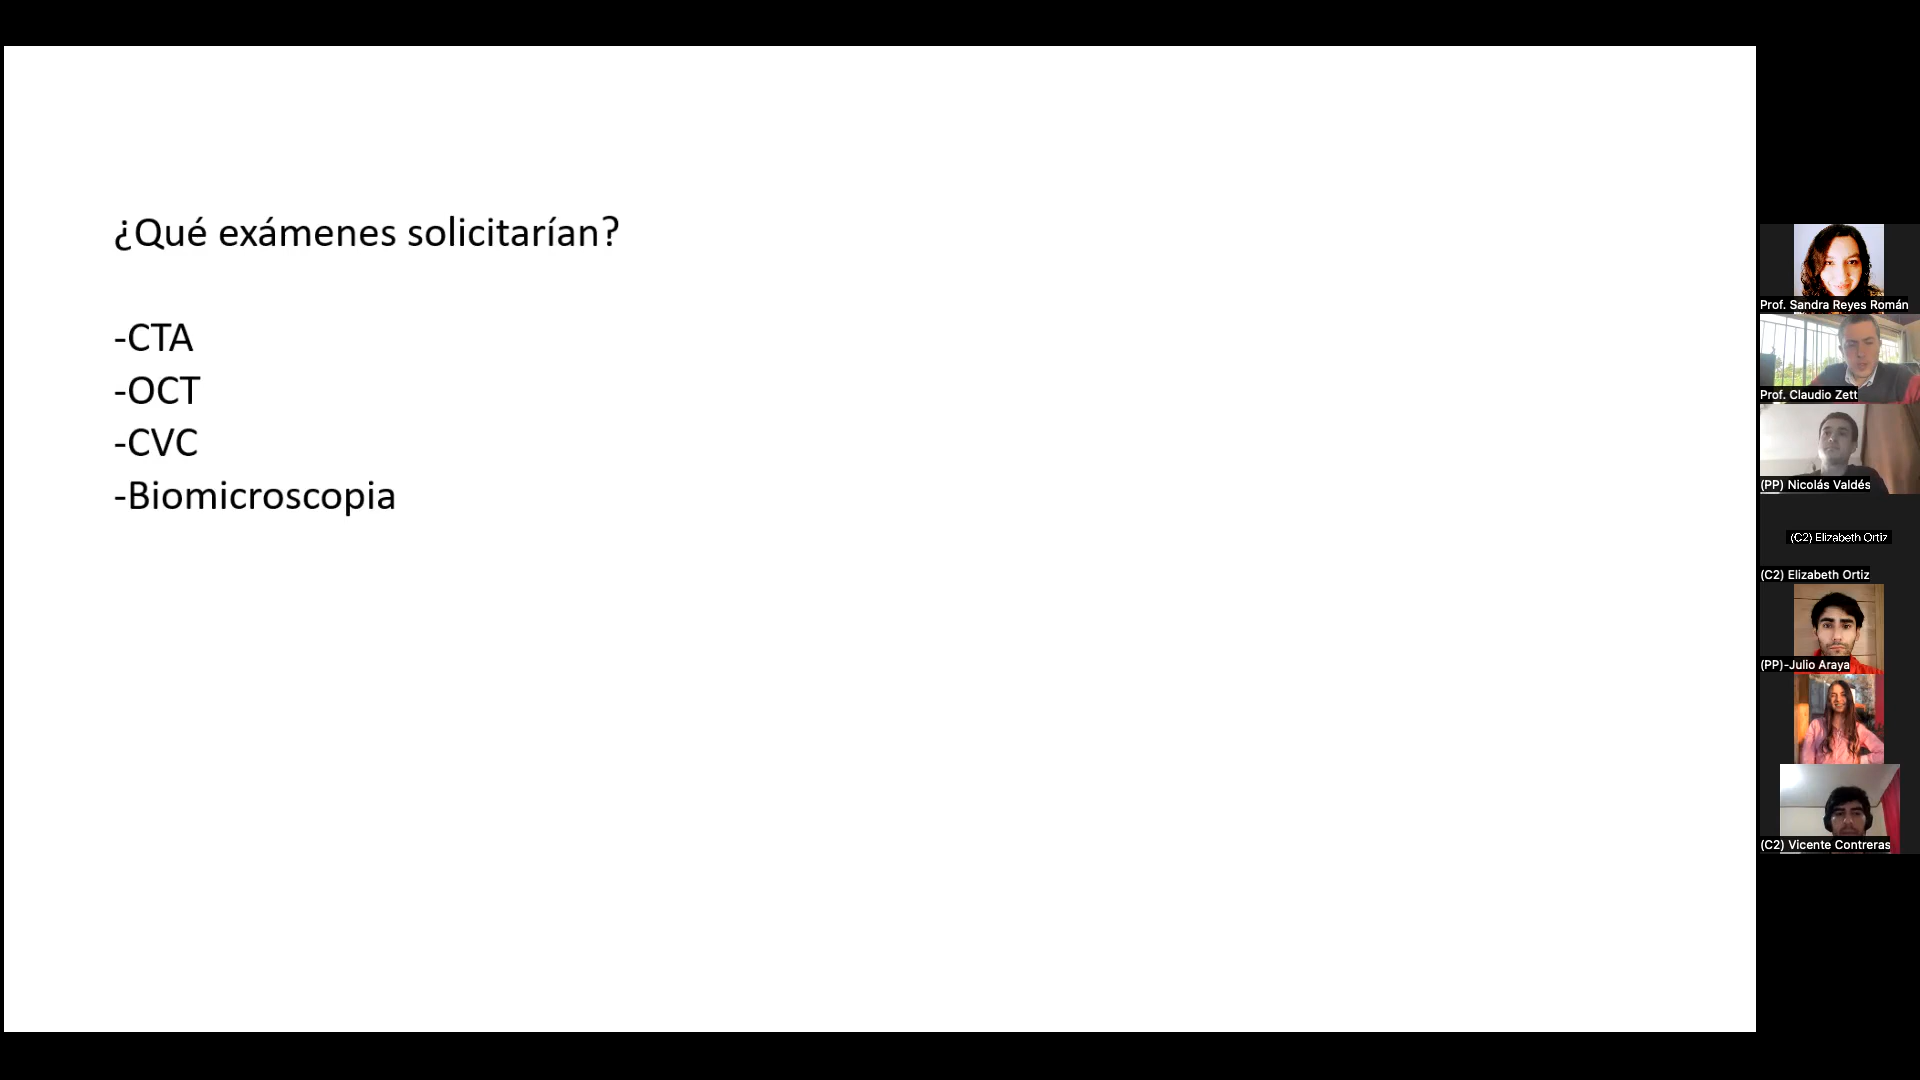 ¿Qué exámenes solicitarían?
-CTA
-OCT
-CVC
-Biomicroscopia
Prof. Sandra Reyes Román
Prof. Claudio Zett
(PP) Nicolás Valdés
(C2) Elizabeth Ortiz
(C2) Elizabeth Ortiz
(PP)-Julio Araya
(C2) Vicente Contreras